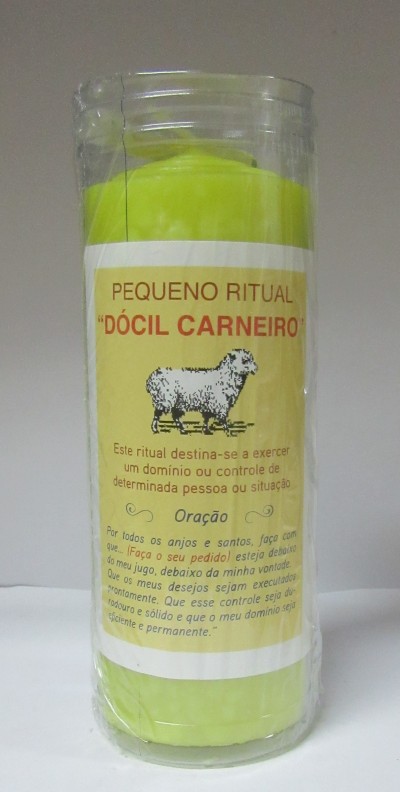 PEQUENO RITUAL
“DÓCIL CARNEIRO”
Este ritual destina-se a exercer
um domínio ou controle de
determinada pessoa ou situação
Oração
Por todos os anjos e santos, faça com
que... (Faça o seu pedido) esteja debaixo
do meu jugo, debaixo da minha vontade.
Que os meus desejos sejam executados
prontamente. Que esse controle seja du-
radouro e sólido e que o meu domínio seja
eficiente e permanente.”